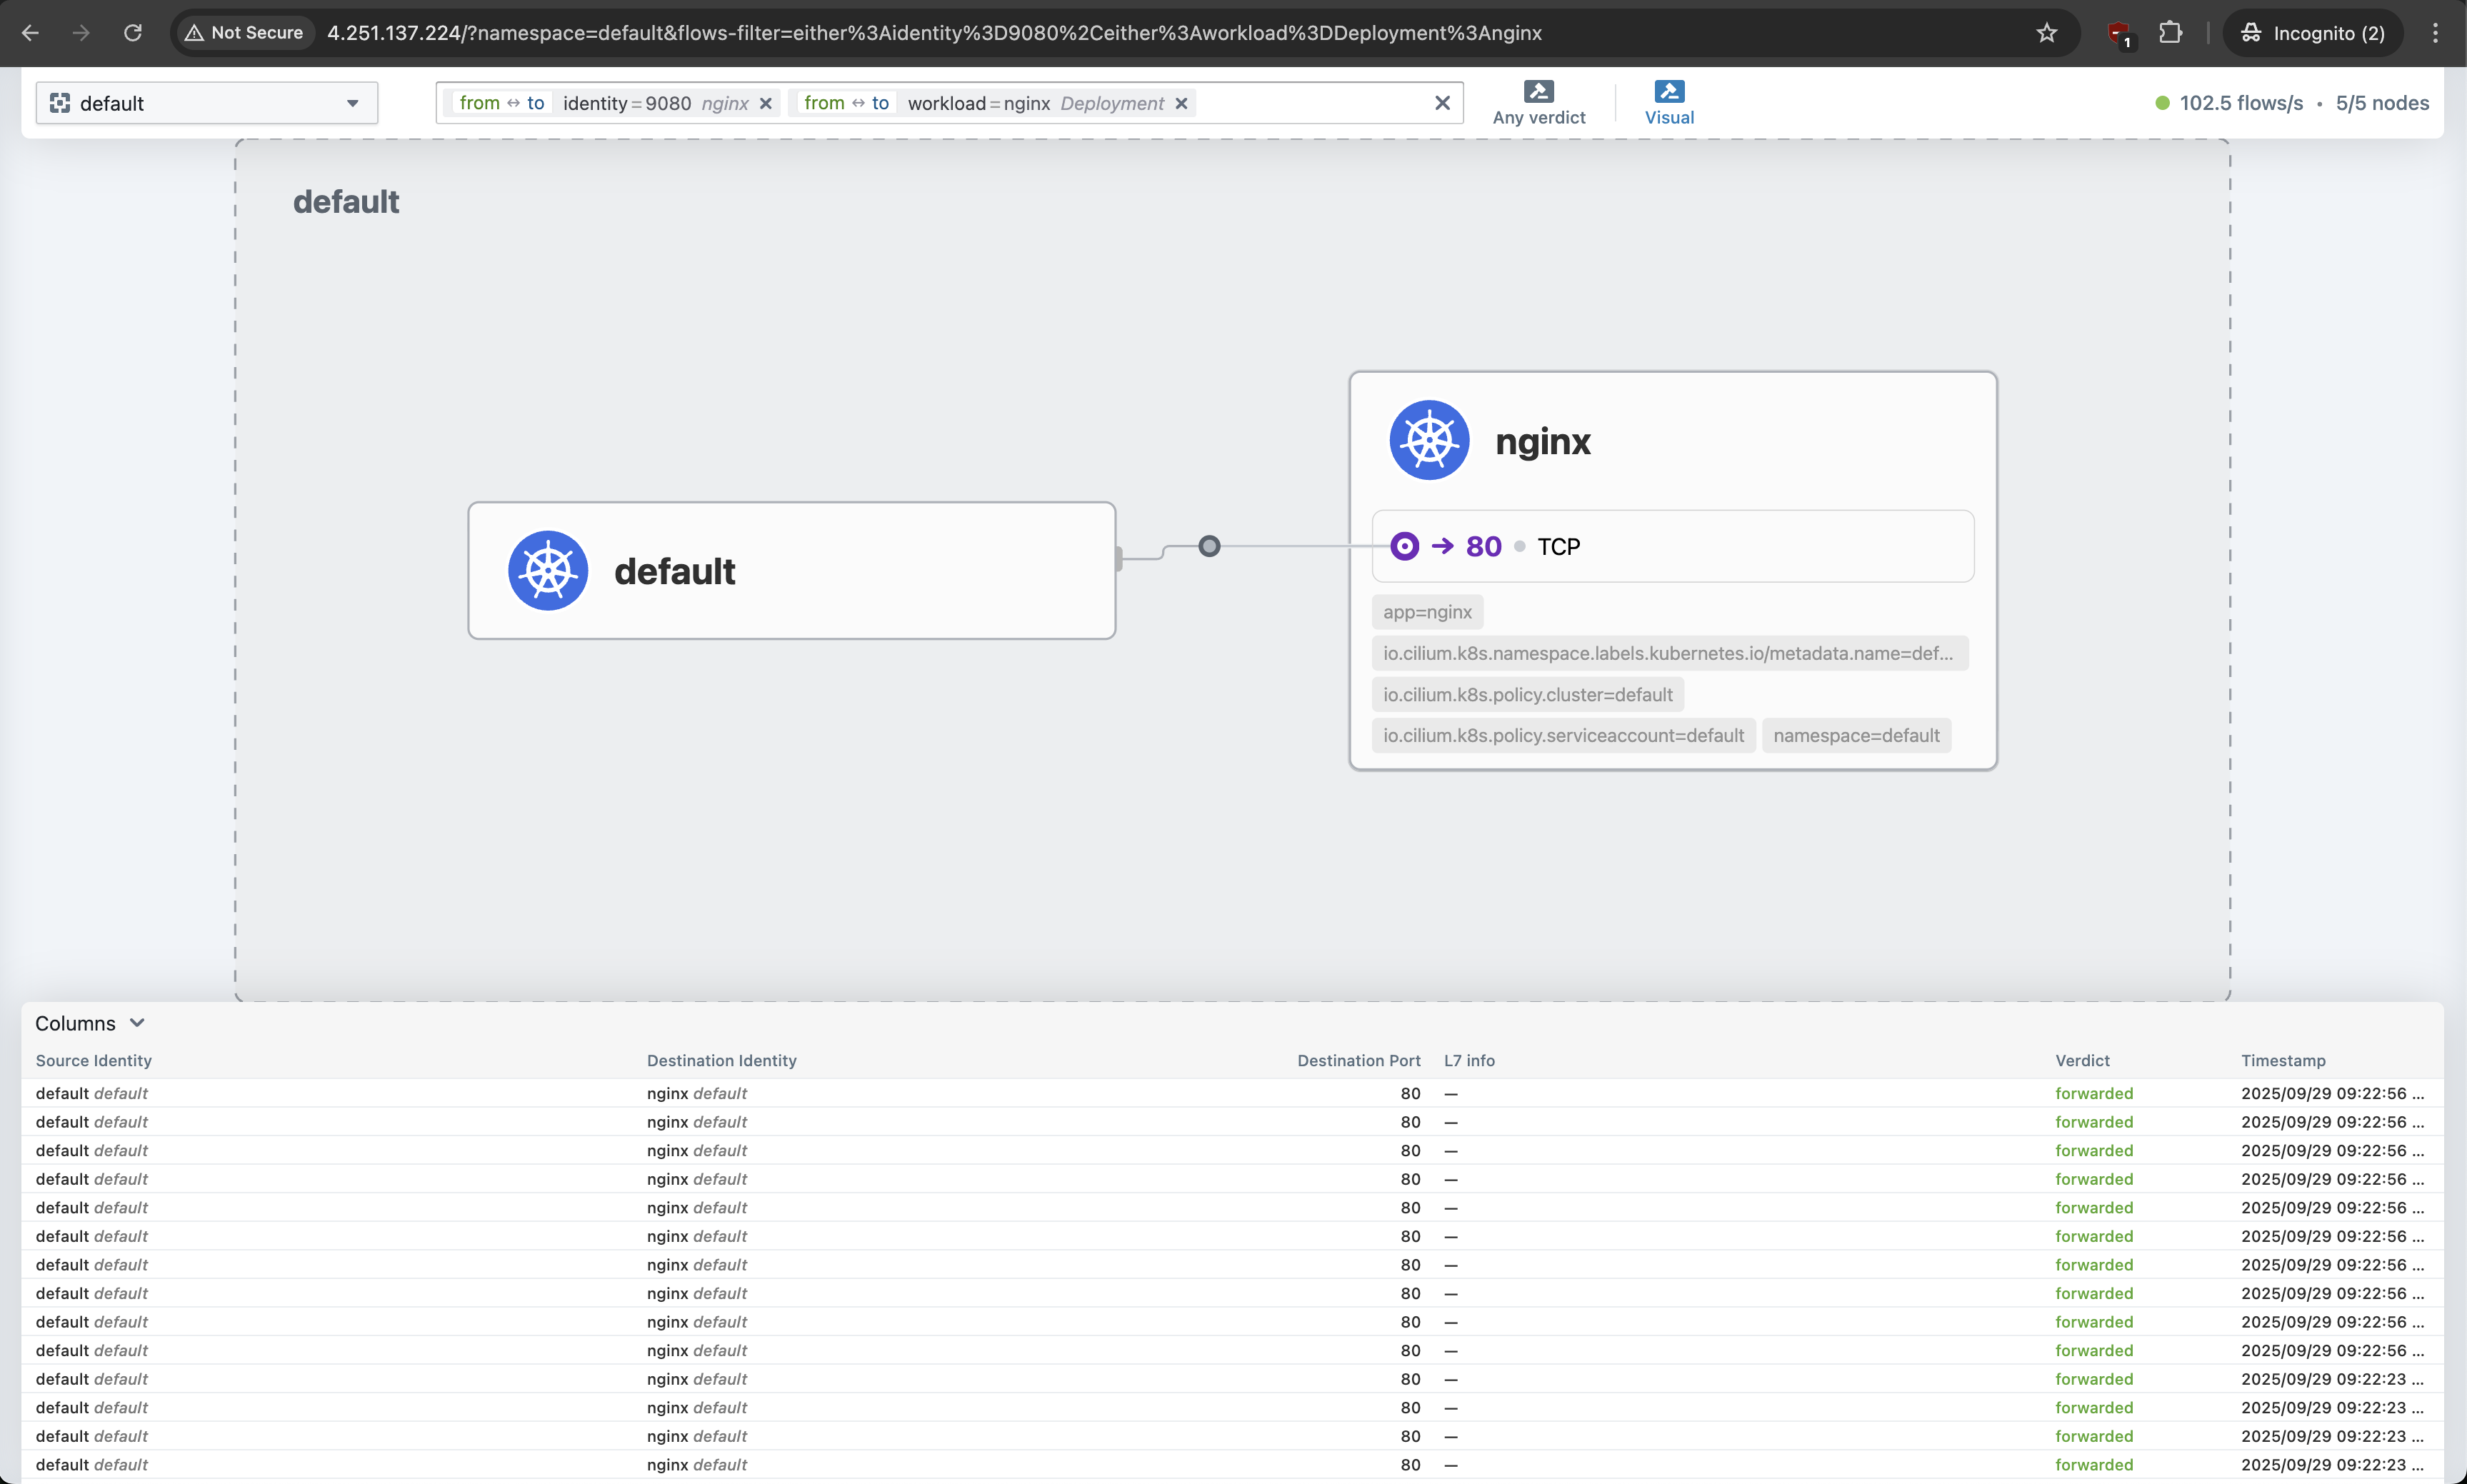 Not Secure 4.251.137.224/?namespace=default&flows-filter=either%3Aidentity%3D9080%2Ceither%3Aworkload%3DDeployment%3Anginx 1 Incognito (2)
default from ↔ to identity=9080 nginx × from ↔ to workload=nginx Deployment × × Any verdict Visual 102.5 flows/s • 5/5 nodes
default
nginx
default
→ 80 • TCP
app=nginx
io.cilium.k8s.namespace.labels.kubernetes.io/metadata.name=def...
io.cilium.k8s.policy.cluster=default
io.cilium.k8s.policy.serviceaccount=default namespace=default
Columns
Source Identity Destination Identity Destination Port L7 info Verdict Timestamp
default default nginx default 80 — forwarded 2025/09/29 09:22:56 ...
default default nginx default 80 — forwarded 2025/09/29 09:22:56 ...
default default nginx default 80 — forwarded 2025/09/29 09:22:56 ...
default default nginx default 80 — forwarded 2025/09/29 09:22:56 ...
default default nginx default 80 — forwarded 2025/09/29 09:22:56 ...
default default nginx default 80 — forwarded 2025/09/29 09:22:56 ...
default default nginx default 80 — forwarded 2025/09/29 09:22:56 ...
default default nginx default 80 — forwarded 2025/09/29 09:22:56 ...
default default nginx default 80 — forwarded 2025/09/29 09:22:56 ...
default default nginx default 80 — forwarded 2025/09/29 09:22:56 ...
default default nginx default 80 — forwarded 2025/09/29 09:22:23 ...
default default nginx default 80 — forwarded 2025/09/29 09:22:23 ...
default default nginx default 80 — forwarded 2025/09/29 09:22:23 ...
default default nginx default 80 — forwarded 2025/09/29 09:22:23 ...